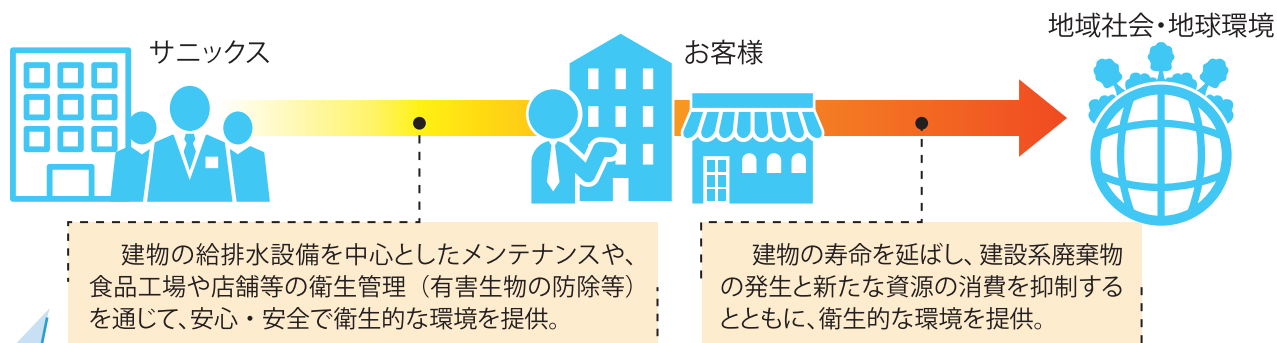 サニックス
お客様
地域社会・地球環境
建物の給排水設備を中心としたメンテナンスや、
食品工場や店舗等の衛生管理（有害生物の防除等）
を通じて、安心・安全で衛生的な環境を提供。
建物の寿命を延ばし、建設系廃棄物
の発生と新たな資源の消費を抑制する
とともに、衛生的な環境を提供。